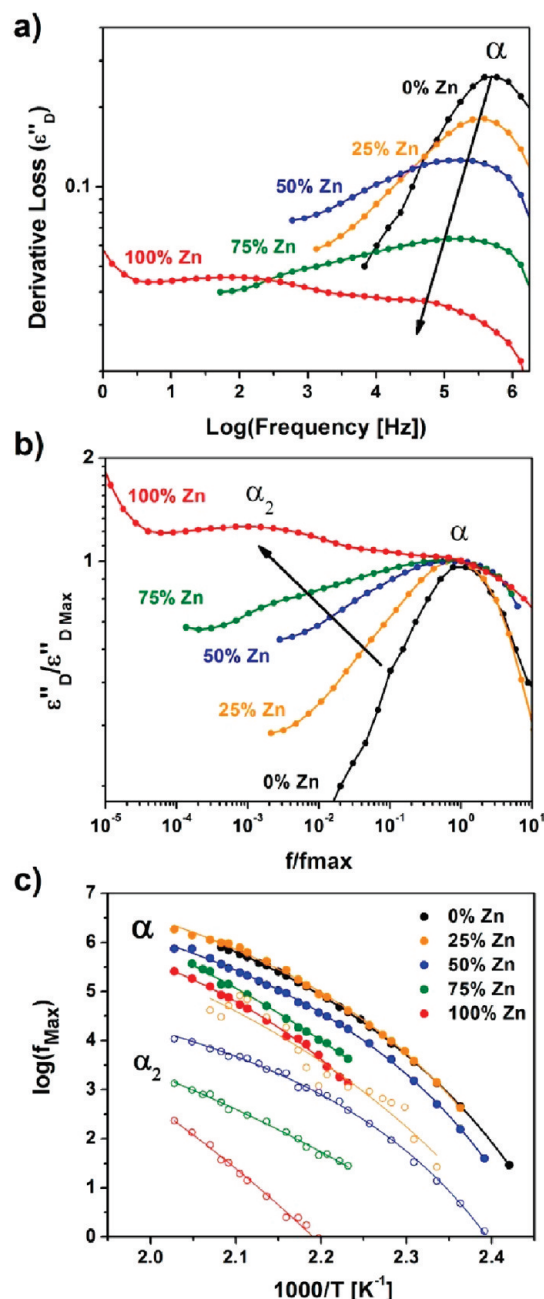 a)
Derivative Loss (ε"D)
0.1
α
0% Zn
25% Zn
50% Zn
75% Zn
100% Zn
0 1 2 3 4 5 6
Log(Frequency [Hz])
b)
ε"D/ε"D Max
2
1
100% Zn
α2
α
75% Zn
50% Zn
25% Zn
0% Zn
10-5 10-4 10-3 10-2 10-1 100 101
f/fmax
c)
log(fMax)
7
6
5
4
3
2
1
0
α
α2
0% Zn
25% Zn
50% Zn
75% Zn
100% Zn
2.0 2.1 2.2 2.3 2.4
1000/T [K-1]